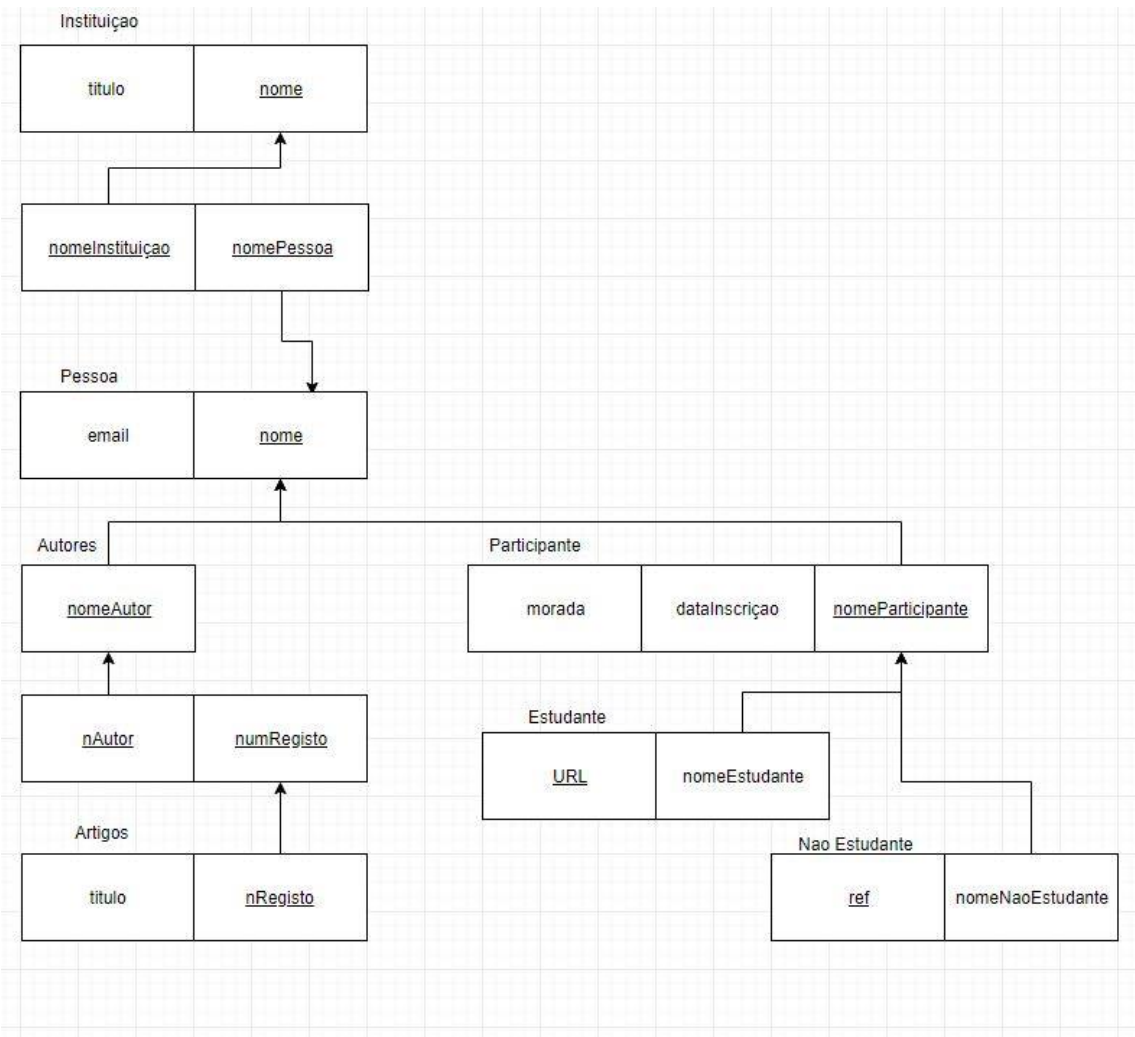 Instituiçao
titulo nome
nomeInstituiçao nomePessoa
Pessoa
email nome
Autores Participante
nomeAutor morada dataInscriçao nomeParticipante
nAutor numRegisto
Estudante
URL nomeEstudante
Artigos
Nao Estudante
titulo nRegisto ref nomeNaoEstudante